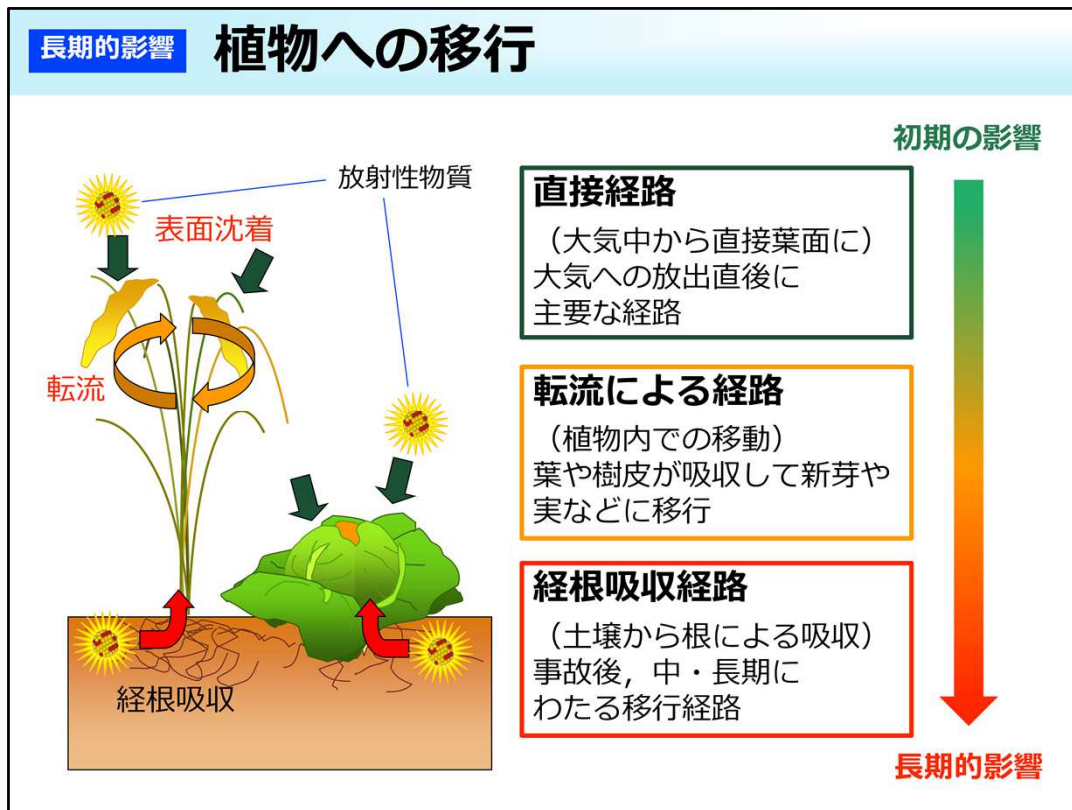 長期的影響
植物への移行
初期の影響
放射性物質
表面沈着
転流
経根吸収
直接経路
（大気中から直接葉面に）
大気への放出直後に
主要な経路
転流による経路
（植物内での移動）
葉や樹皮が吸収して新芽や
実などに移行
経根吸収経路
（土壌から根による吸収）
事故後，中・長期に
わたる移行経路
長期的影響